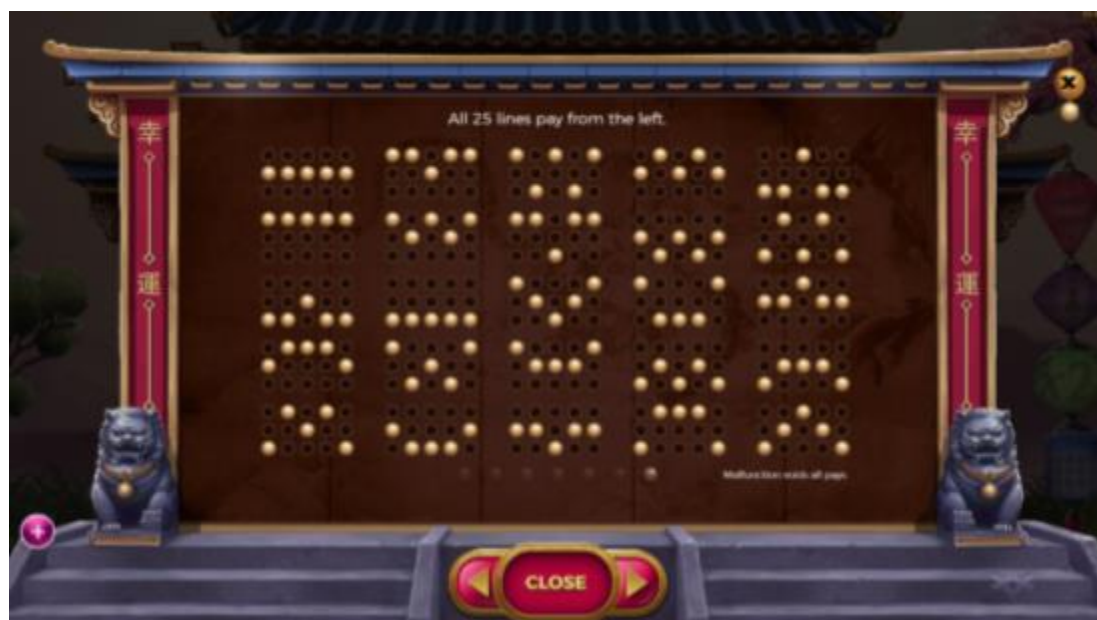 All 25 lines pay from the left.
幸
運
幸
運
Malfunction voids all pays.
CLOSE